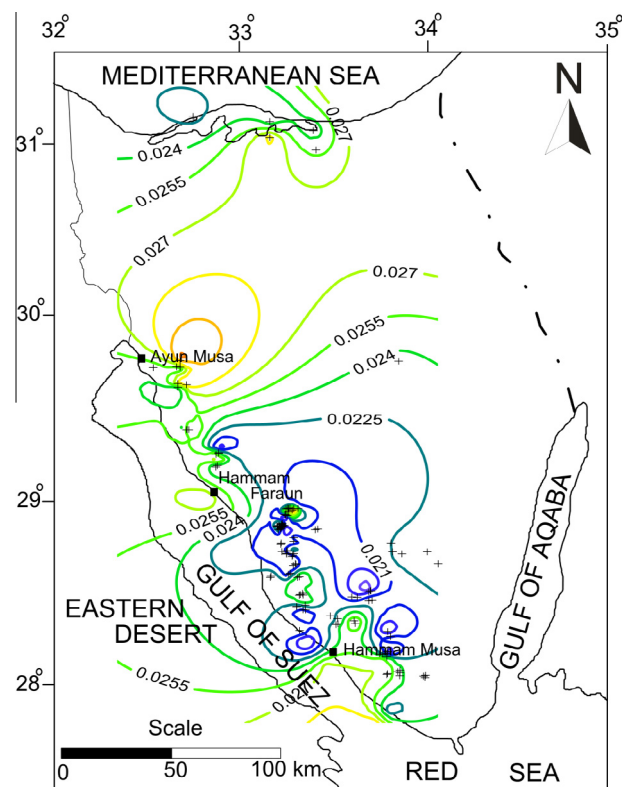 32 33 34 35
MEDITERRANEAN SEA
N
31°
0.027
0.024
0.0255
0.027
0.027
30°
0.0255
Ayun Musa
0.024
0.0225
29°
Hammam
Faraun
0.0255
0.024
0.021
GULF OF AQABA
GULF OF SUEZ
EASTERN
DESERT
Hammam Musa
28°
0.0255
0.027
Scale
0 50 100 km
RED SEA